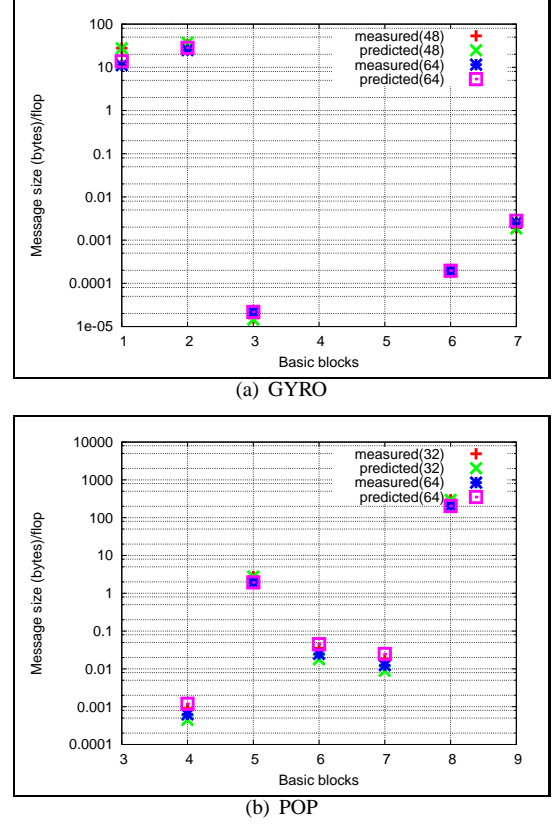 100
10
1
0.1
0.01
0.001
0.0001
1e-05
Message size (bytes)/flop
measured(48)
predicted(48)
measured(64)
predicted(64)
1 2 3 4 5 6 7
Basic blocks
(a) GYRO
10000
1000
100
10
1
0.1
0.01
0.001
0.0001
Message size (bytes)/flop
measured(32)
predicted(32)
measured(64)
predicted(64)
3 4 5 6 7 8 9
Basic blocks
(b) POP